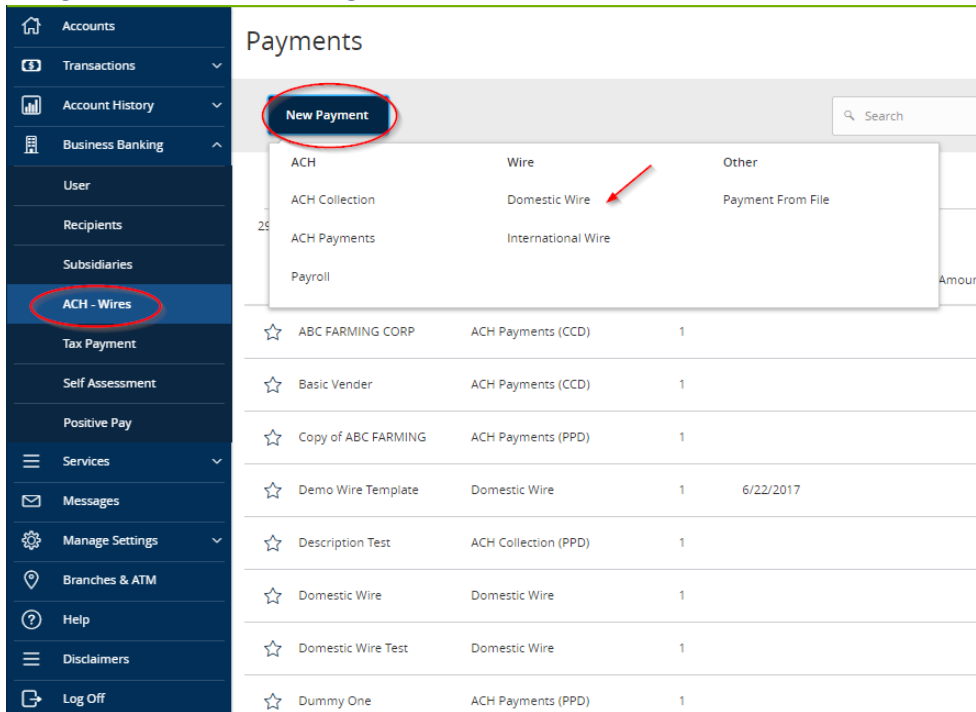 Accounts
Transactions
Account History
Business Banking
User
Recipients
Subsidiaries
ACH - Wires
Tax Payment
Self Assessment
Positive Pay
Services
Messages
Manage Settings
Branches & ATM
Help
Disclaimers
Log Off
Payments
New Payment
Search
ACH Wire Other
ACH Collection Domestic Wire Payment From File
ACH Payments International Wire
Payroll
ABC FARMING CORP ACH Payments (CCD) 1
Basic Vender ACH Payments (CCD) 1
Copy of ABC FARMING ACH Payments (PPD) 1
Demo Wire Template Domestic Wire 1 6/22/2017
Description Test ACH Collection (PPD) 1
Domestic Wire Domestic Wire 1
Domestic Wire Test Domestic Wire 1
Dummy One ACH Payments (PPD) 1